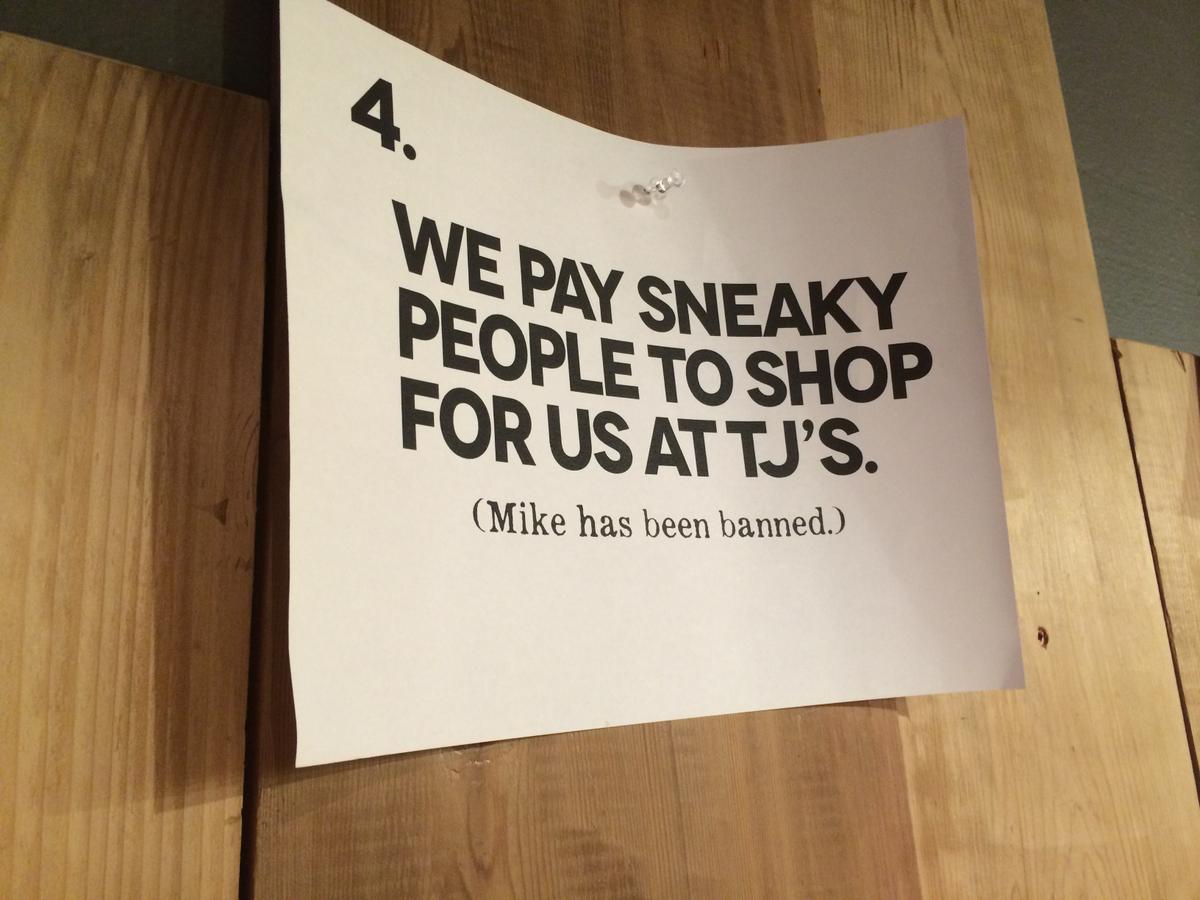 4.
WE PAY SNEAKY
PEOPLE TO SHOP
FOR US AT TJ'S.
(Mike has been banned.)